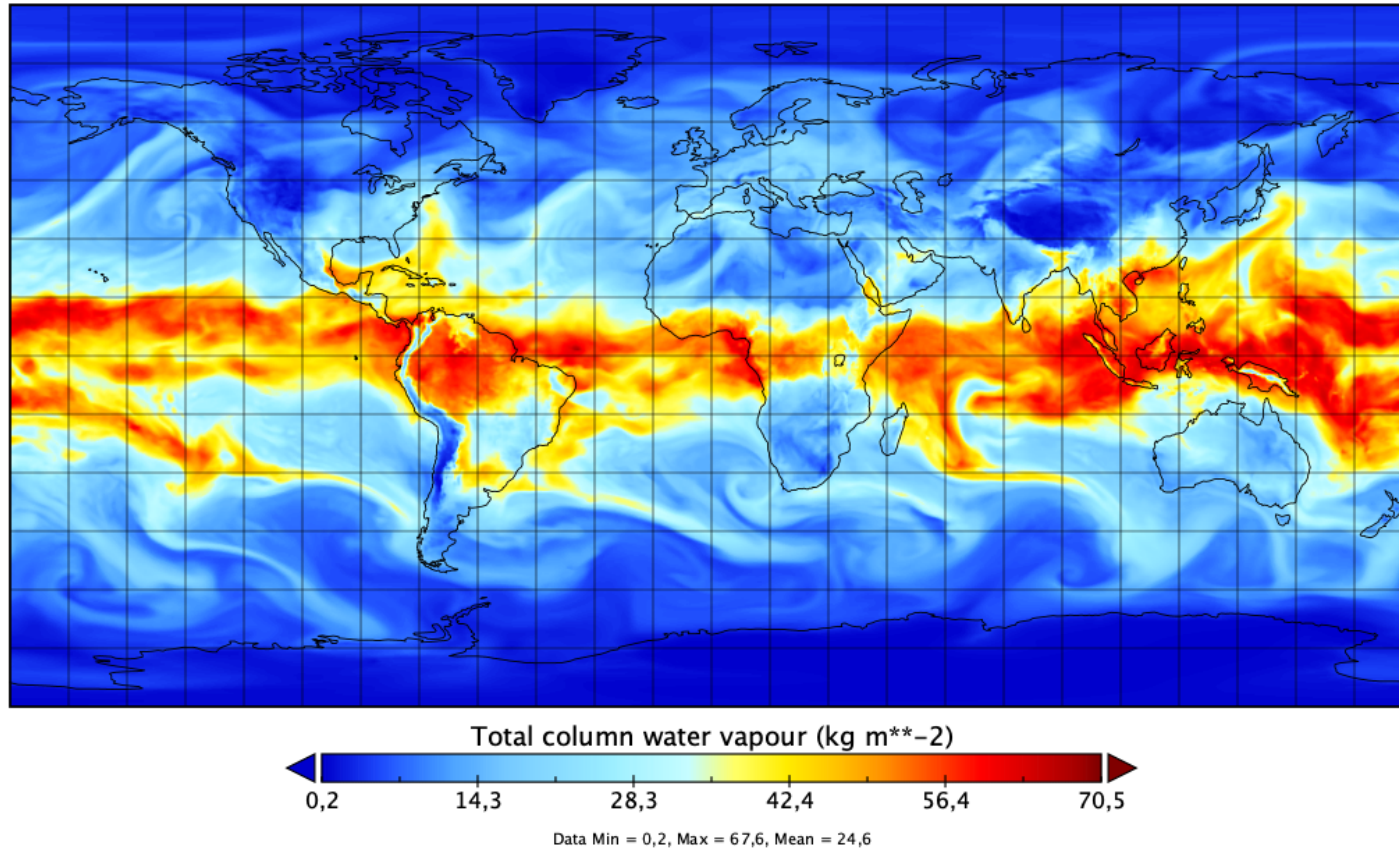 Total column water vapour (kg m**-2)
0,2 14,3 28,3 42,4 56,4 70,5
Data Min = 0,2, Max = 67,6, Mean = 24,6